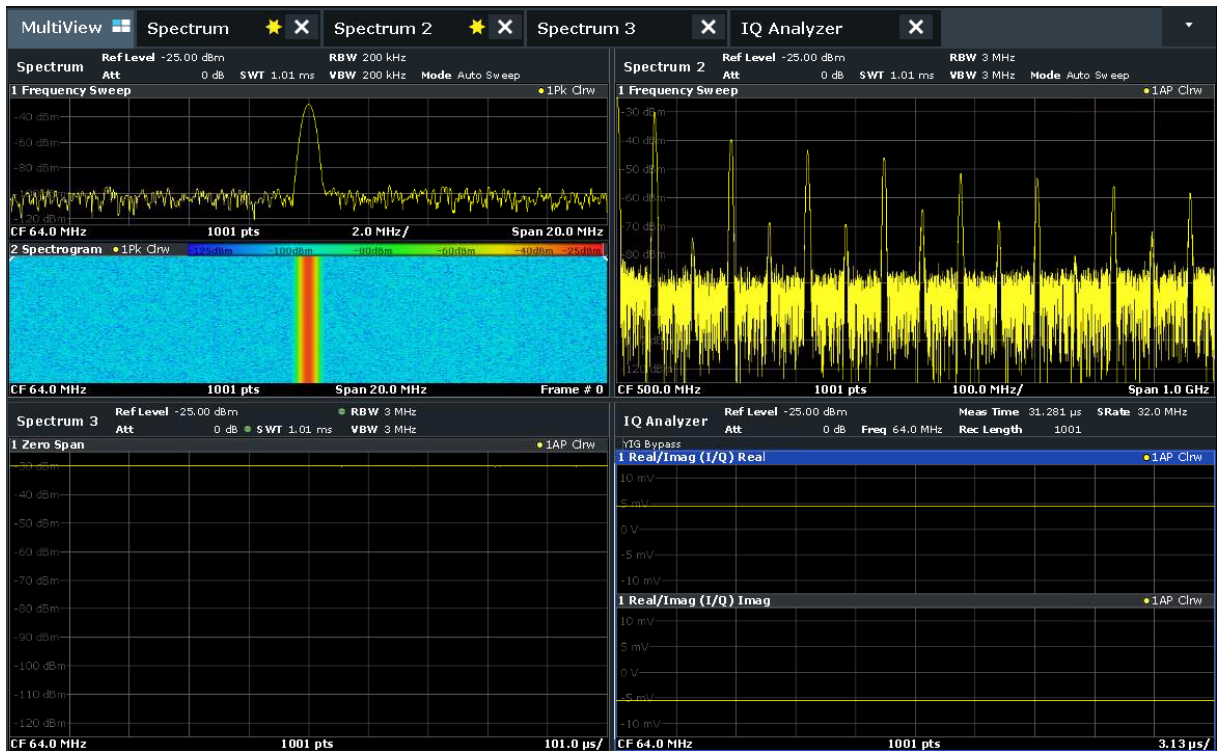 MultiView Spectrum Spectrum 2 Spectrum 3 IQ Analyzer
Spectrum Ref Level -25.00 dBm RBW 200 kHz
Att 0 dB SWT 1.01 ms VBW 200 kHz Mode Auto Sweep
1 Frequency Sweep 1Pk Clrw
-40 dBm
-60 dBm
-80 dBm
-120 dBm
CF 64.0 MHz 1001 pts 2.0 MHz/ Span 20.0 MHz
2 Spectrogram 1Pk Clrw -125dBm -100dBm -80dBm -60dBm -40dBm -25dBm
CF 64.0 MHz 1001 pts Span 20.0 MHz Frame # 0
Spectrum 2 Ref Level -25.00 dBm RBW 3 MHz
Att 0 dB SWT 1.01 ms VBW 3 MHz Mode Auto Sweep
1 Frequency Sweep 1AP Clrw
-30 dBm
-40 dBm
-50 dBm
-60 dBm
-70 dBm
-80 dBm
CF 500.0 MHz 1001 pts 100.0 MHz/ Span 1.0 GHz
Spectrum 3 Ref Level -25.00 dBm RBW 3 MHz
Att 0 dB SWT 1.01 ms VBW 3 MHz
1 Zero Span 1AP Clrw
-30 dBm
-40 dBm
-50 dBm
-60 dBm
-70 dBm
-80 dBm
-90 dBm
-100 dBm
-110 dBm
-120 dBm
CF 64.0 MHz 1001 pts 101.0 µs/
IQ Analyzer Ref Level -25.00 dBm Meas Time 31.281 µs SRate 32.0 MHz
Att 0 dB Freq 64.0 MHz Rec Length 1001
YIG Bypass
1 Real/Imag (I/Q) Real 1AP Clrw
10 mV
5 mV
0 V
-5 mV
-10 mV
1 Real/Imag (I/Q) Imag 1AP Clrw
10 mV
5 mV
0 V
-5 mV
-10 mV
CF 64.0 MHz 1001 pts 3.13 µs/